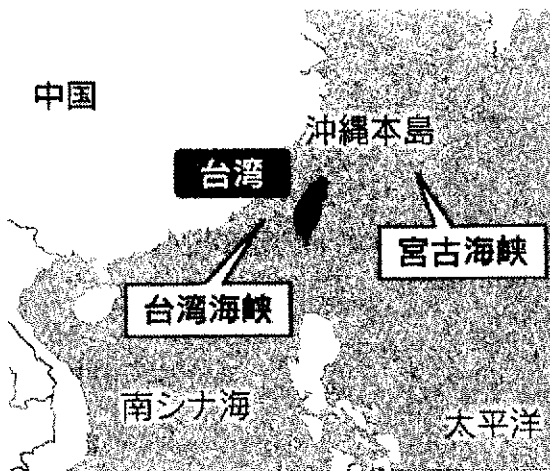 中国
沖縄本島
台湾
宮古海峡
台湾海峡
南シナ海
太平洋